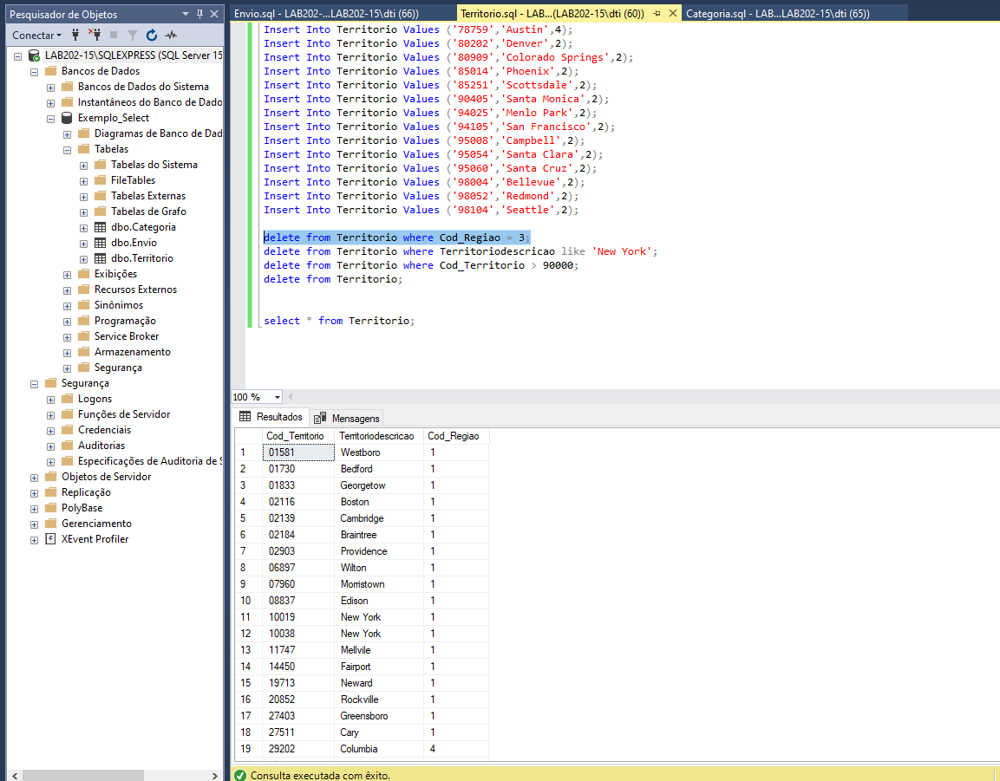 Pesquisador de Objetos
Conectar
LAB202-15\SQLEXPRESS (SQL Server 15
Bancos de Dados
Bancos de Dados do Sistema
Instantâneos do Banco de Dado
Exemplo_Select
Diagramas de Banco de Dad
Tabelas
Tabelas do Sistema
FileTables
Tabelas Externas
Tabelas de Grafo
dbo.Categoria
dbo.Envio
dbo.Territorio
Exibições
Recursos Externos
Sinônimos
Programação
Service Broker
Armazenamento
Segurança
Segurança
Logons
Funções de Servidor
Credenciais
Auditorias
Especificações de Auditoria de S
Objetos de Servidor
Replicação
PolyBase
Gerenciamento
XEvent Profiler
Envio.sql - LAB202-...LAB202-15\dti (66))
Territorio.sql - LAB...(LAB202-15\dti (60))
Categoria.sql - LAB...LAB202-15\dti (65))
Insert Into Territorio Values ('78759','Austin',4);
Insert Into Territorio Values ('80202','Denver',2);
Insert Into Territorio Values ('80909','Colorado Springs',2);
Insert Into Territorio Values ('85014','Phoenix',2);
Insert Into Territorio Values ('85251','Scottsdale',2);
Insert Into Territorio Values ('90405','Santa Monica',2);
Insert Into Territorio Values ('94025','Menlo Park',2);
Insert Into Territorio Values ('94105','San Francisco',2);
Insert Into Territorio Values ('95008','Campbell',2);
Insert Into Territorio Values ('95054','Santa Clara',2);
Insert Into Territorio Values ('95060','Santa Cruz',2);
Insert Into Territorio Values ('98004','Bellevue',2);
Insert Into Territorio Values ('98052','Redmond',2);
Insert Into Territorio Values ('98104','Seattle',2);
delete from Territorio where Cod_Regiao = 3;
delete from Territorio where Territoriodescricao like 'New York';
delete from Territorio where Cod_Territorio > 90000;
delete from Territorio;
select * from Territorio;
100 %
Resultados Mensagens
Cod_Territorio Territoriodescricao Cod_Regiao
1 01581 Westboro 1
2 01730 Bedford 1
3 01833 Georgetow 1
4 02116 Boston 1
5 02139 Cambridge 1
6 02184 Braintree 1
7 02903 Providence 1
8 06897 Wilton 1
9 07960 Morristown 1
10 08837 Edison 1
11 10019 New York 1
12 10038 New York 1
13 11747 Mellvile 1
14 14450 Fairport 1
15 19713 Neward 1
16 20852 Rockville 1
17 27403 Greensboro 1
18 27511 Cary 1
19 29202 Columbia 4
Consulta executada com êxito.